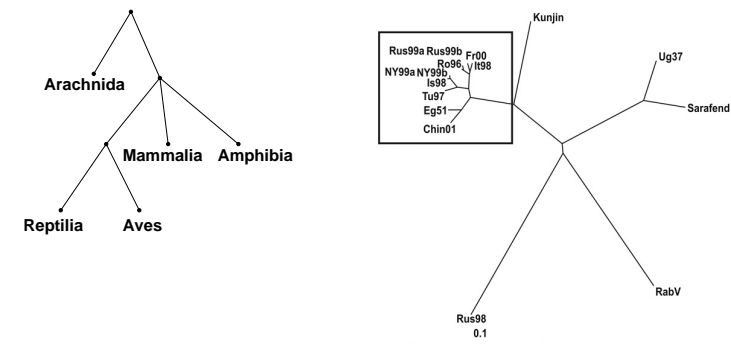 Arachnida
Mammalia Amphibia
Reptilia Aves
Kunjin
Rus99a Rus99b
Fr00
Ro96 It98
NY99a NY99b
Is98
Tu97
Eg51
Chin01
Ug37
Sarafend
RabV
Rus98
0.1